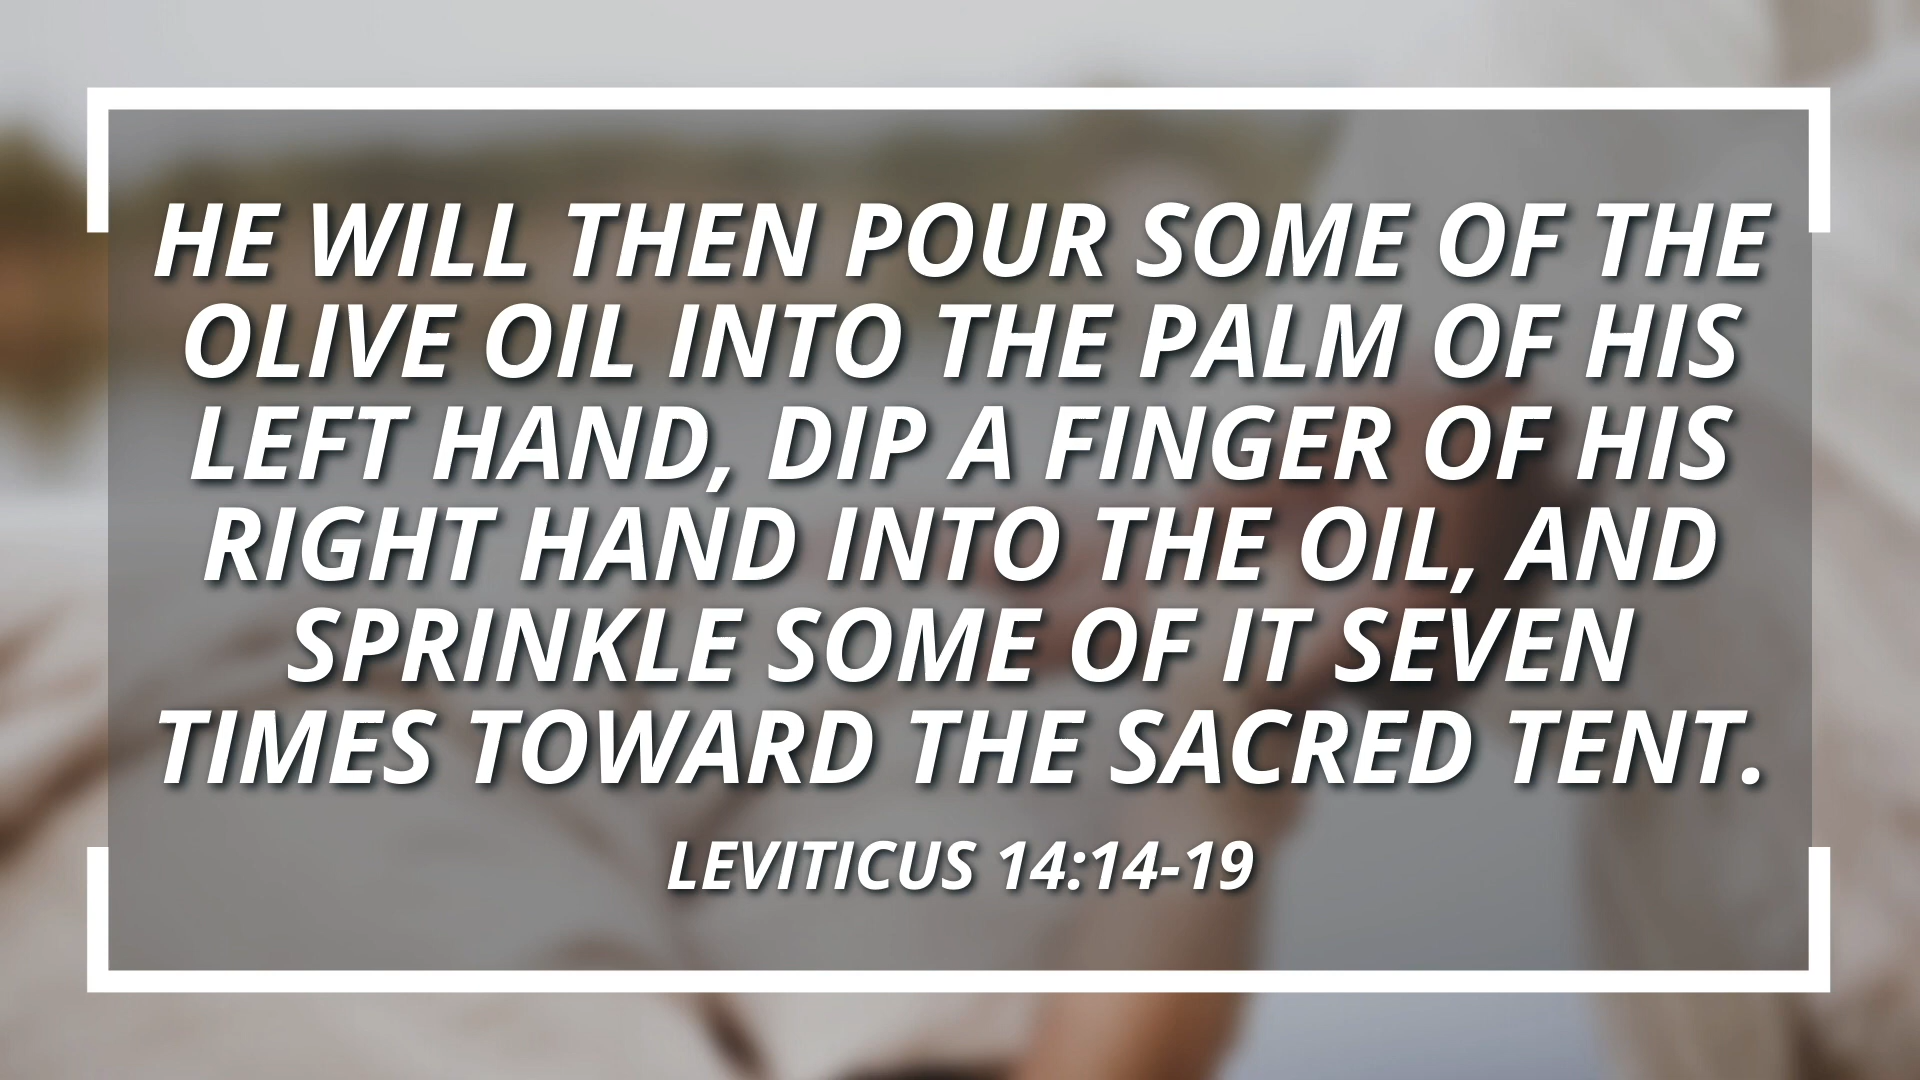 HE WILL THEN POUR SOME OF THE
OLIVE OIL INTO THE PALM OF HIS
LEFT HAND, DIP A FINGER OF HIS
RIGHT HAND INTO THE OIL, AND
SPRINKLE SOME OF IT SEVEN
TIMES TOWARD THE SACRED TENT.
LEVITICUS 14:14-19